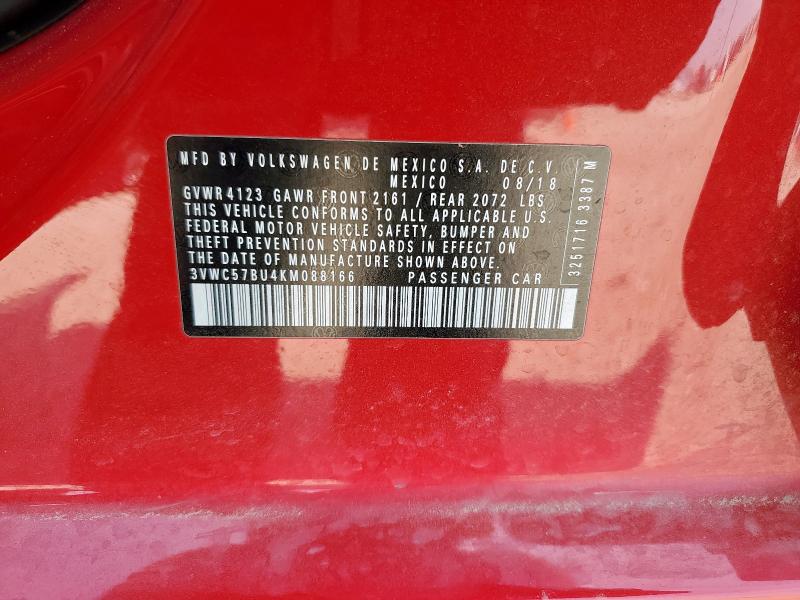 MFD BY VOLKSWAGEN DE MEXICO S.A. DE C.V.
MEXICO 08/18
GVWR 4123 GAWR FRONT 2161 / REAR 2072 LBS
THIS VEHICLE CONFORMS TO ALL APPLICABLE U.S.
FEDERAL MOTOR VEHICLE SAFETY, BUMPER AND
THEFT PREVENTION STANDARDS IN EFFECT ON
THE DATE OF MANUFACTURE SHOWN ABOVE.
3VWC57BU4KM088166 PASSENGER CAR
3251716 3387 M